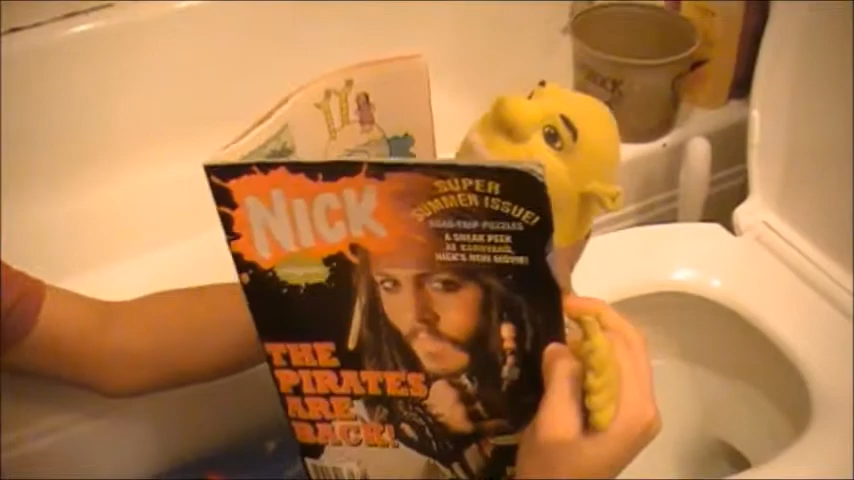 NICK
SUPER
SUMMER ISSUE!
ROAD-TRIP PUZZLES
A SNEAK PEEK
AT BARNYARD,
NICK'S NEW MOVIE!
THE
PIRATES
ARE
BACK!